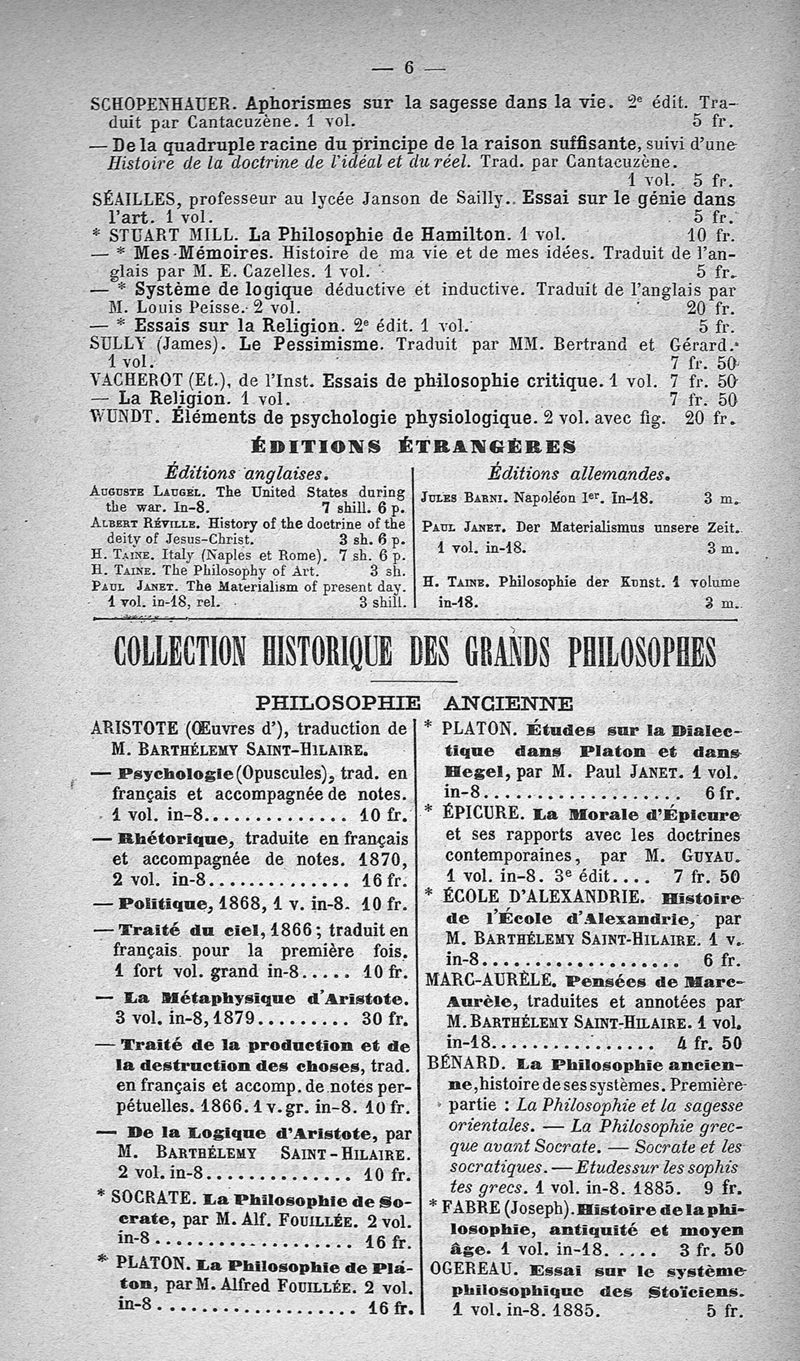 — 6 —
SCHOPENHAUER. Aphorismes sur la sagesse dans la vie. 2e édit. Tra-
duit par Cantacuzène. 1 vol. 5 fr.
— De la quadruple racine du principe de la raison suffisante, suivi d'une
Histoire de la doctrine de l'idéal et du réel. Trad. par Cantacuzène.
1 vol. 5 fr.
SÉAILLES, professeur au lycée Janson de Sailly. Essai sur le génie dans
l'art. 1 vol. 5 fr.
* STUART MILL. La Philosophie de Hamilton. 1 vol. 10 fr.
— * Mes Mémoires. Histoire de ma vie et de mes idées. Traduit de l'an-
glais par M. E. Cazelles. 1 vol. 5 fr.
— * Système de logique déductive et inductive. Traduit de l'anglais par
M. Louis Peisse. 2 vol. 20 fr.
— * Essais sur la Religion. 2e édit. 1 vol. 5 fr.
SULLY (James). Le Pessimisme. Traduit par MM. Bertrand et Gérard.
1 vol. 7 fr. 50
VACHEROT (Et.), de l'Inst. Essais de philosophie critique. 1 vol. 7 fr. 50
— La Religion. 1 vol. 7 fr. 50
WUNDT. Éléments de psychologie physiologique. 2 vol. avec fig. 20 fr.
ÉDITIONS ÉTRANGÈRES
Éditions anglaises.
AUGUSTE LAUGEL. The United States during
the war. In-8. 7 shill. 6 p.
ALBERT RÉVILLE. History of the doctrine of the
deity of Jesus-Christ. 3 sh. 6 p.
H. TAINE. Italy (Naples et Rome). 7 sh. 6 p.
H. TAINE. The Philosophy of Art. 3 sh.
PAUL JANET. The Materialism of present day.
1 vol. in-18, rel. 3 shill.
Éditions allemandes.
JULES BARNI. Napoléon Ier. In-18. 3 m.
PAUL JANET. Der Materialismus unsere Zeit.
1 vol. in-18. 3 m.
H. TAINE. Philosophie der Kunst. 1 volume
in-18. 3 m.
COLLECTION HISTORIQUE DES GRANDS PHILOSOPHES
PHILOSOPHIE ANCIENNE
ARISTOTE (Œuvres d'), traduction de
M. BARTHÉLEMY SAINT-HILAIRE.
— Psychologie (Opuscules), trad. en
français et accompagnée de notes.
1 vol. in-8.............. 10 fr.
— Rhétorique, traduite en français
et accompagnée de notes. 1870,
2 vol. in-8.............. 16 fr.
— Politique, 1868, 1 v. in-8. 10 fr.
— Traité du ciel, 1866; traduit en
français pour la première fois.
1 fort vol. grand in-8..... 10 fr.
— La Métaphysique d'Aristote.
3 vol. in-8, 1879......... 30 fr.
— Traité de la production et de
la destruction des choses, trad.
en français et accomp. de notes per-
pétuelles. 1866. 1 v. gr. in-8. 10 fr.
— De la Logique d'Aristote, par
M. BARTHÉLEMY SAINT-HILAIRE.
2 vol. in-8.............. 10 fr.
* SOCRATE. La Philosophie de So-
crate, par M. Alf. FOUILLÉE. 2 vol.
in-8................... 16 fr.
* PLATON. La Philosophie de Pla-
ton, par M. Alfred FOUILLÉE. 2 vol.
in-8................... 16 fr.
* PLATON. Études sur la Dialec-
tique dans Platon et dans
Hegel, par M. Paul JANET. 1 vol.
in-8................... 6 fr.
* ÉPICURE. La Morale d'Épicure
et ses rapports avec les doctrines
contemporaines, par M. GUYAU.
1 vol. in-8. 3e édit.... 7 fr. 50
* ÉCOLE D'ALEXANDRIE. Histoire
de l'École d'Alexandrie, par
M. BARTHÉLEMY SAINT-HILAIRE. 1 v.
in-8................... 6 fr.
MARC-AURÈLE. Pensées de Marc-
Aurèle, traduites et annotées par
M. BARTHÉLEMY SAINT-HILAIRE. 1 vol.
in-18................ 4 fr. 50
BÉNARD. La Philosophie ancien-
ne, histoire de ses systèmes. Première
partie : La Philosophie et la sagesse
orientales. — La Philosophie grec-
que avant Socrate. — Socrate et les
socratiques. — Etudes sur les sophis
tes grecs. 1 vol. in-8. 1885. 9 fr.
* FABRE (Joseph). Histoire de la phi-
losophie, antiquité et moyen
âge. 1 vol. in-18. ..... 3 fr. 50
OGEREAU. Essai sur le système
philosophique des Stoïciens.
1 vol. in-8. 1885. 5 fr.